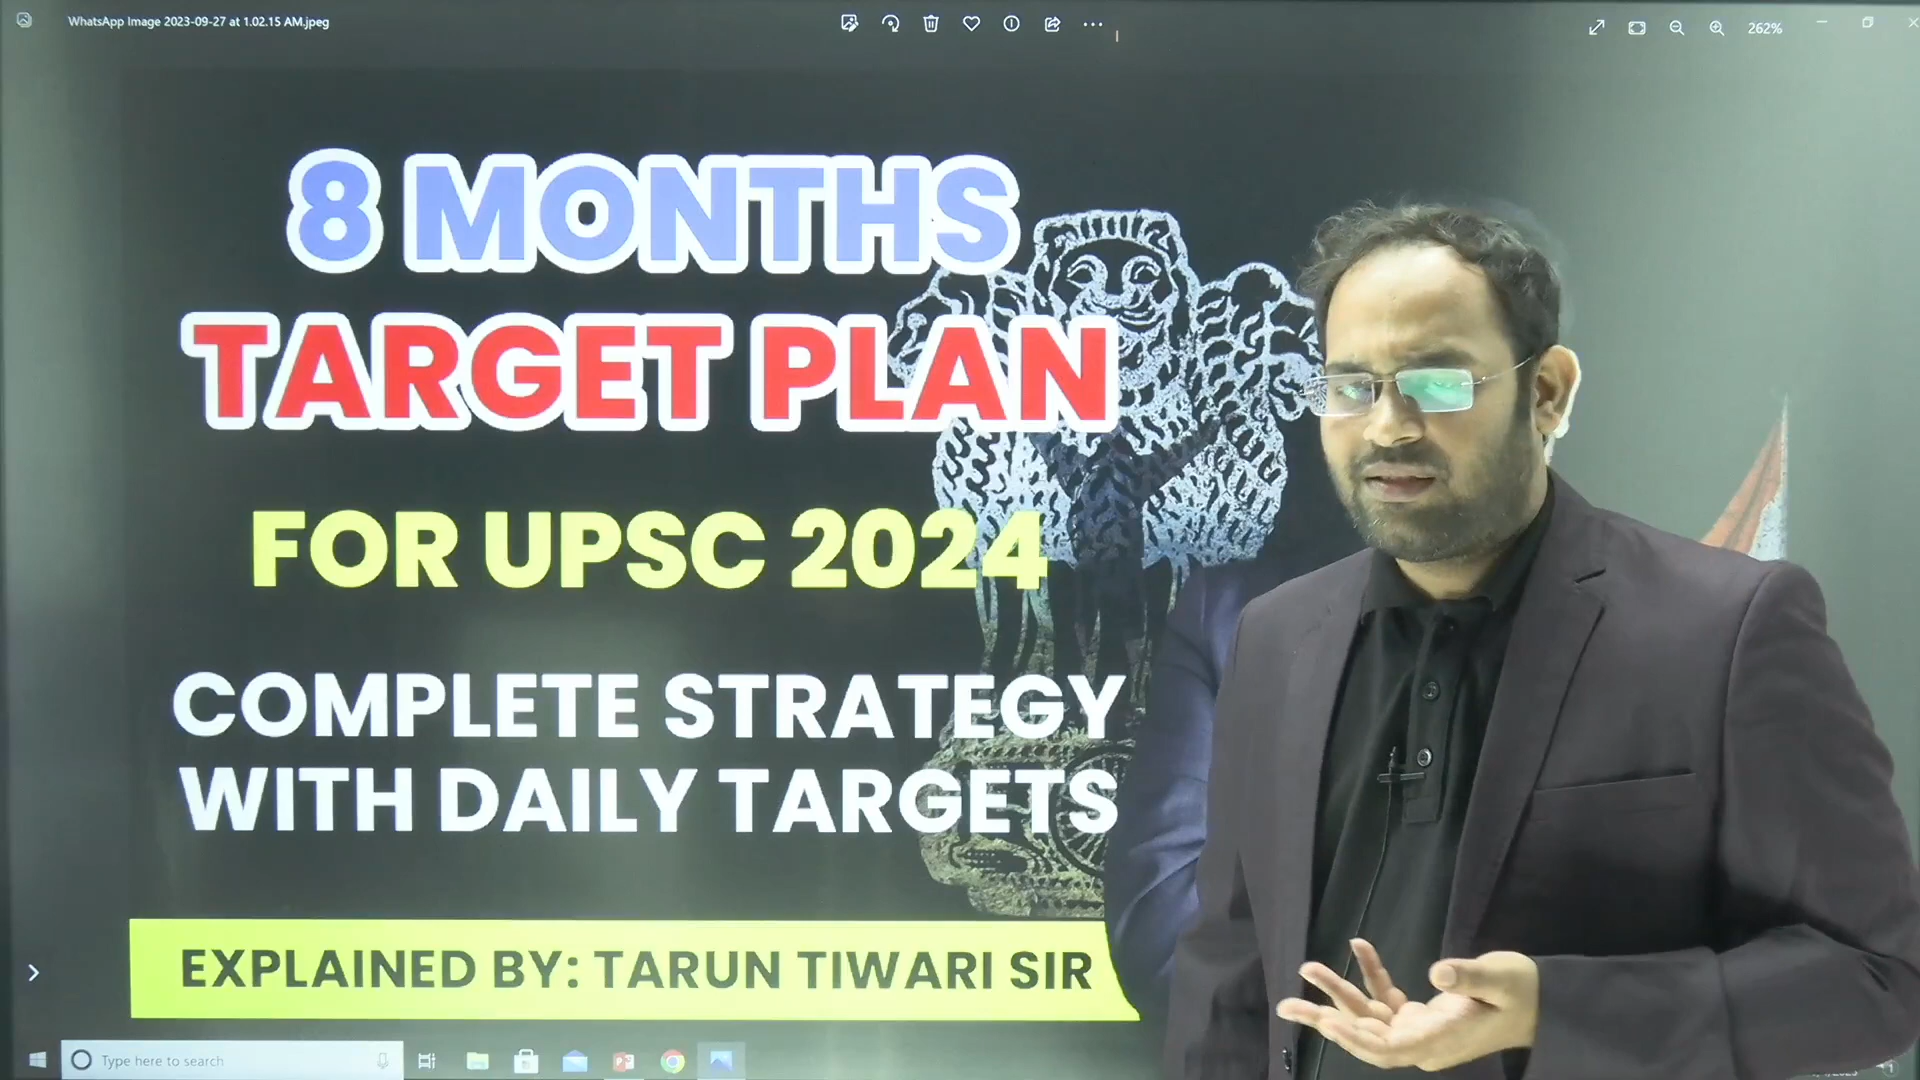 WhatsApp Image 2023-09-27 at 1.02.15 AM.jpeg
262%
8 MONTHS
TARGET PLAN
FOR UPSC 2024
COMPLETE STRATEGY
WITH DAILY TARGETS
EXPLAINED BY: TARUN TIWARI SIR
Type here to search